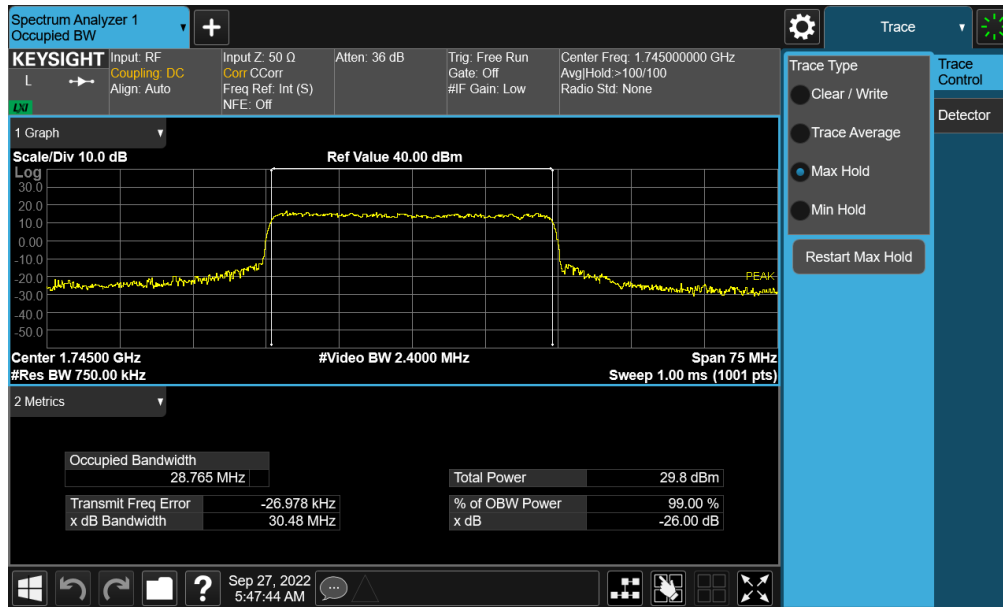 Spectrum Analyzer 1
Occupied BW
Trace
KEYSIGHT
L
LXI
Input: RF
Coupling: DC
Align: Auto
Input Z: 50 Ω
Corr CCorr
Freq Ref: Int (S)
NFE: Off
Atten: 36 dB
Trig: Free Run
Gate: Off
#IF Gain: Low
Center Freq: 1.745000000 GHz
Avg|Hold:>100/100
Radio Std: None
Trace Type
Clear / Write
Trace Average
Max Hold
Min Hold
Restart Max Hold
Trace
Control
Detector
1 Graph
Scale/Div 10.0 dB
Ref Value 40.00 dBm
Log
30.0
20.0
10.0
0.00
-10.0
-20.0
-30.0
-40.0
-50.0
PEAK
Center 1.74500 GHz
#Video BW 2.4000 MHz
Span 75 MHz
#Res BW 750.00 kHz
Sweep 1.00 ms (1001 pts)
2 Metrics
Occupied Bandwidth
28.765 MHz
Total Power 29.8 dBm
Transmit Freq Error -26.978 kHz
% of OBW Power 99.00 %
x dB Bandwidth 30.48 MHz
x dB -26.00 dB
?
Sep 27, 2022
5:47:44 AM